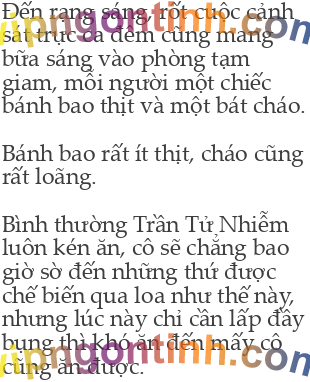 Đến rạng sáng, rốt cuộc cảnh
sát trực ca đêm cũng mang
bữa sáng vào phòng tạm
giam, mỗi người một chiếc
bánh bao thịt và một bát cháo.
Bánh bao rất ít thịt, cháo cũng
rất loãng.
Bình thường Trần Tử Nhiễm
luôn kén ăn, cô sẽ chẳng bao
giờ sờ đến những thứ được
chế biến qua loa như thế này,
nhưng lúc này chỉ cần lấp đầy
bụng thì khó ăn đến mấy cô
cũng ăn được.